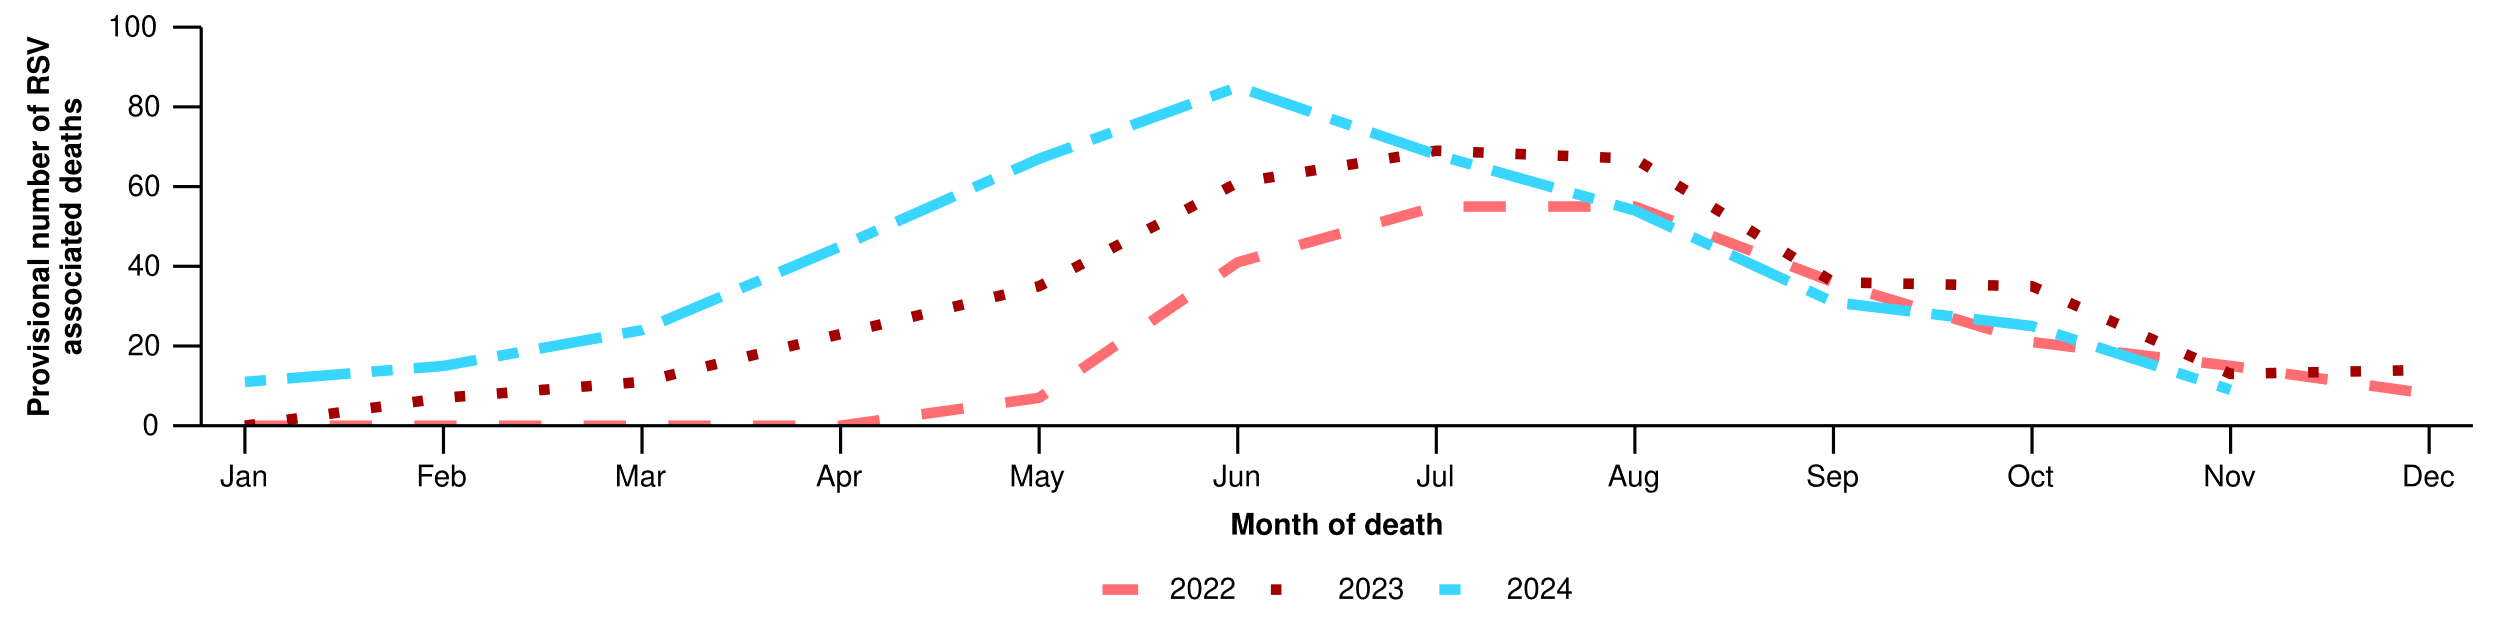 Provisional number of RSV
associated deaths
100
80
60
40
20
0
Jan Feb Mar Apr May Jun Jul Aug Sep Oct Nov Dec
Month of death
2022 2023 2024